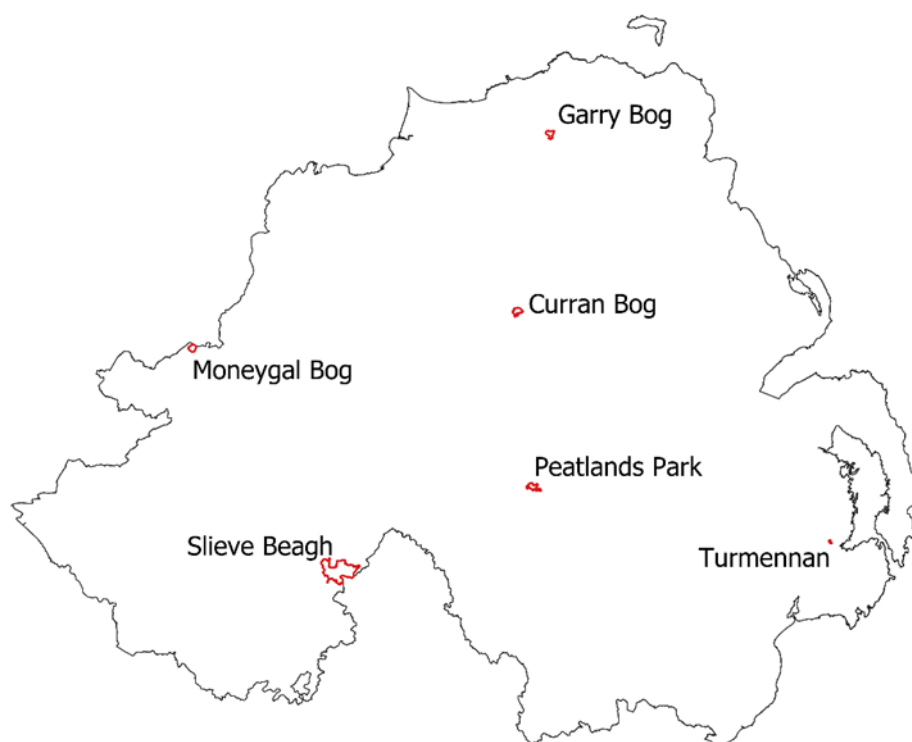 Garry Bog
Curran Bog
Moneygal Bog
Peatlands Park
Slieve Beagh
Turmennan